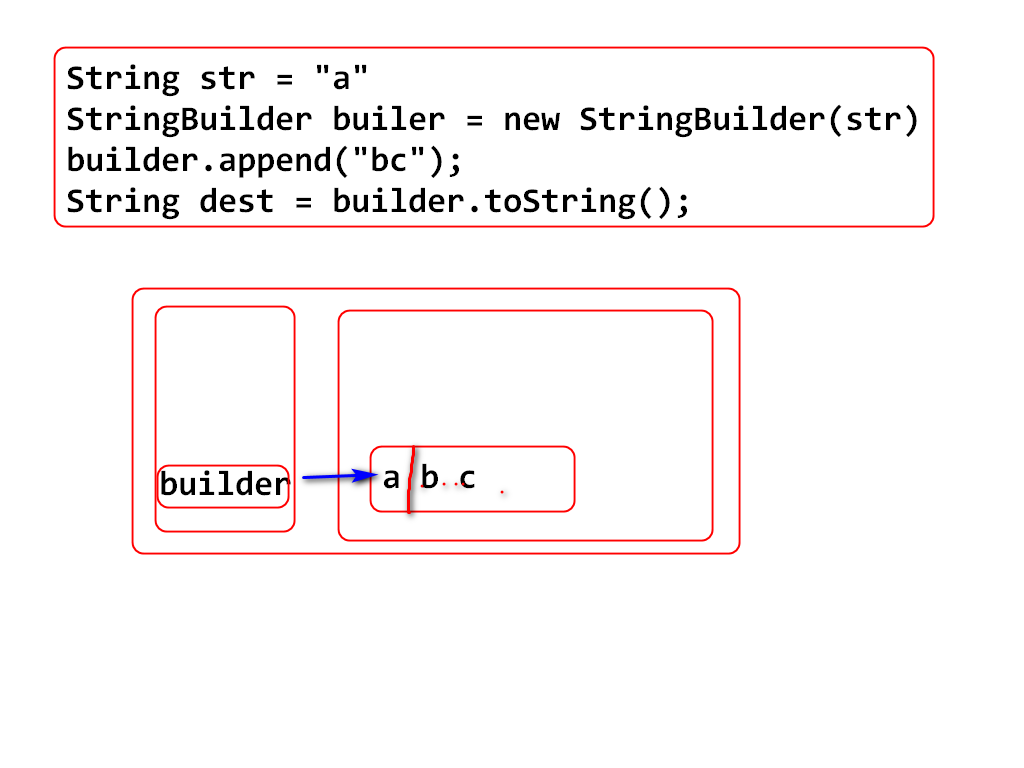 String str = "a"
StringBuilder builer = new StringBuilder(str)
builder.append("bc");
String dest = builder.toString();
builder
a b c